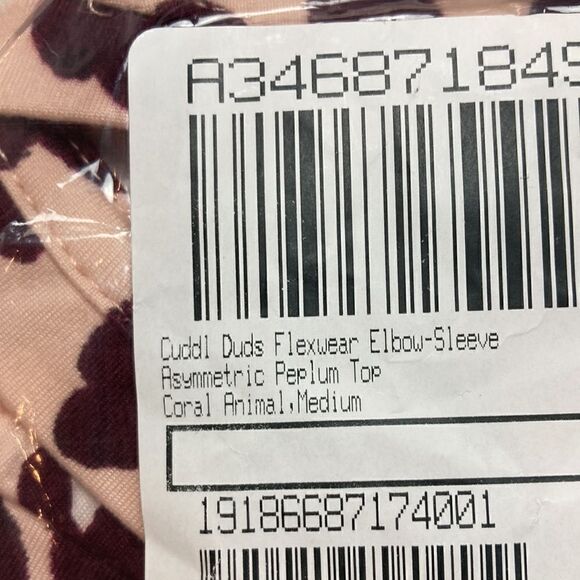 A346871849
Cuddl Duds Flexwear Elbow-Sleeve
Asymmetric Peplum Top
Coral Animal,Medium
19186687174001